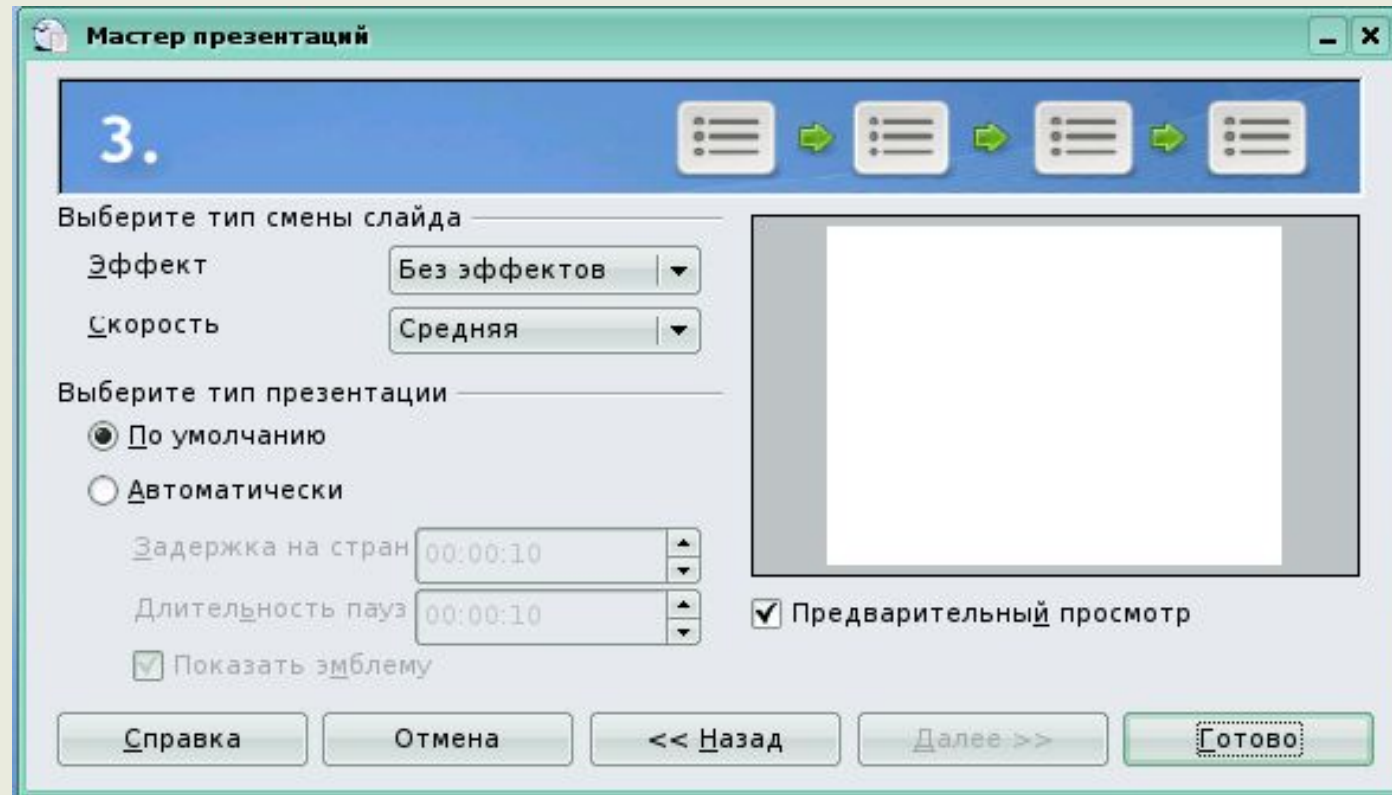 Мастер презентаций
3.
Выберите тип смены слайда
Эффект
Без эффектов
Скорость
Средняя
Выберите тип презентации
По умолчанию
Автоматически
Задержка на стран
00:00:10
Длительность пауз
00:00:10
Показать эмблему
Предварительный просмотр
Справка
Отмена
<< Назад
Далее >>
Готово